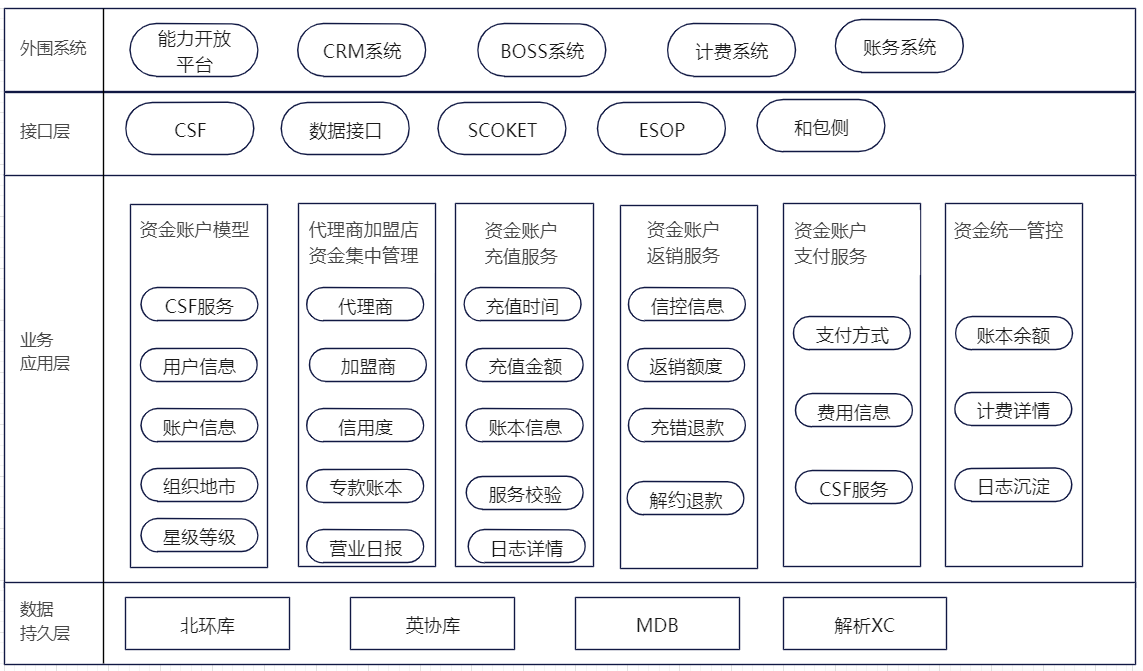 外围系统
能力开放
平台
CRM系统
BOSS系统
计费系统
账务系统
接口层
CSF
数据接口
SCOKET
ESOP
和包侧
业务
应用层
资金账户模型
CSF服务
用户信息
账户信息
组织地市
星级等级
代理商加盟店
资金集中管理
代理商
加盟商
信用度
专款账本
营业日报
资金账户
充值服务
充值时间
充值金额
账本信息
服务校验
日志详情
资金账户
返销服务
信控信息
返销额度
充错退款
解约退款
资金账户
支付服务
支付方式
费用信息
CSF服务
资金统一管控
账本余额
计费详情
日志沉淀
数据
持久层
北环库
英协库
MDB
解析XC